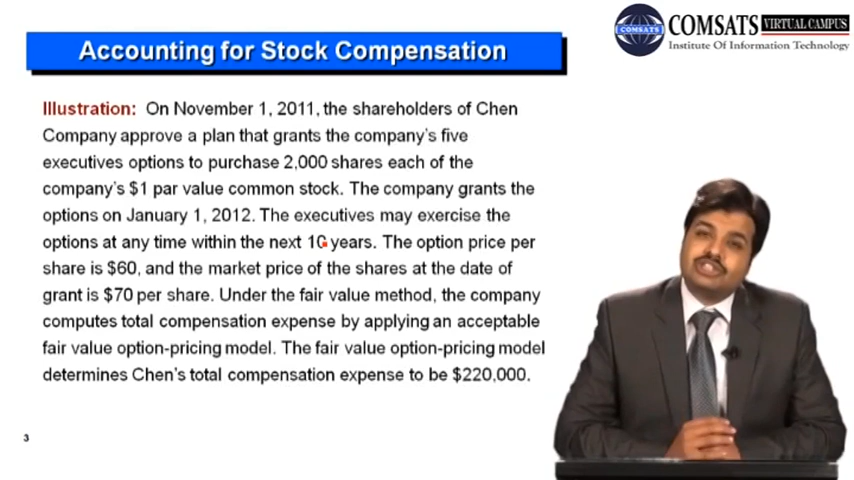 COMSATS
COMSATS VIRTUAL CAMPUS
Institute Of Information Technology
Accounting for Stock Compensation
Illustration: On November 1, 2011, the shareholders of Chen
Company approve a plan that grants the company's five
executives options to purchase 2,000 shares each of the
company's $1 par value common stock. The company grants the
options on January 1, 2012. The executives may exercise the
options at any time within the next 10 years. The option price per
share is $60, and the market price of the shares at the date of
grant is $70 per share. Under the fair value method, the company
computes total compensation expense by applying an acceptable
fair value option-pricing model. The fair value option-pricing model
determines Chen's total compensation expense to be $220,000.
3